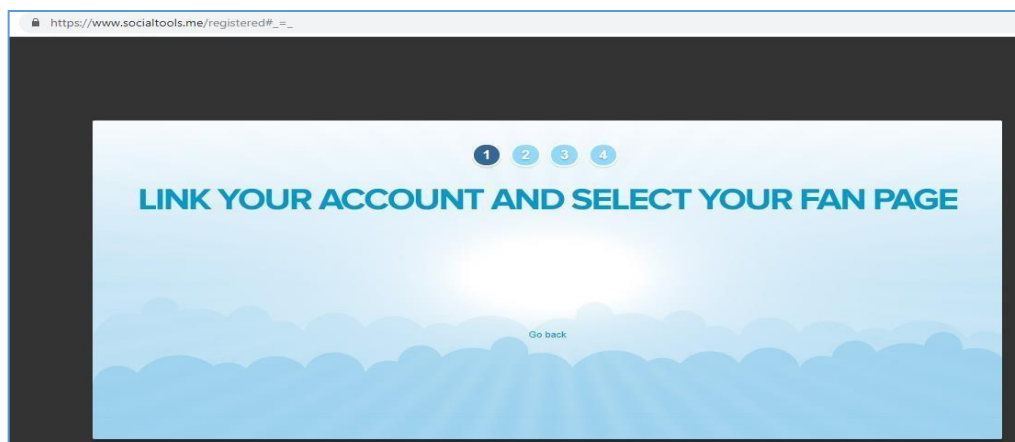 https://www.socialtools.me/registered#_=_
1 2 3 4
LINK YOUR ACCOUNT AND SELECT YOUR FAN PAGE
Go back